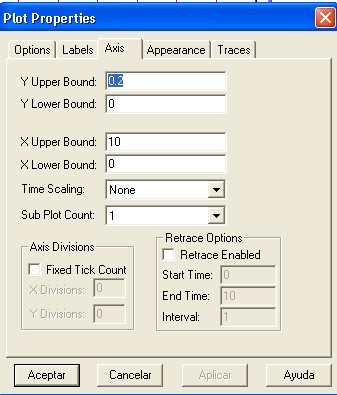 Plot Properties
Options Labels Axis Appearance Traces
Y Upper Bound: 0.2
Y Lower Bound: 0
X Upper Bound: 10
X Lower Bound: 0
Time Scaling: None
Sub Plot Count: 1
Axis Divisions
Fixed Tick Count
X Divisions: 0
Y Divisions: 0
Retrace Options
Retrace Enabled
Start Time: 0
End Time: 10
Interval: 1
Aceptar Cancelar Aplicar Ayuda